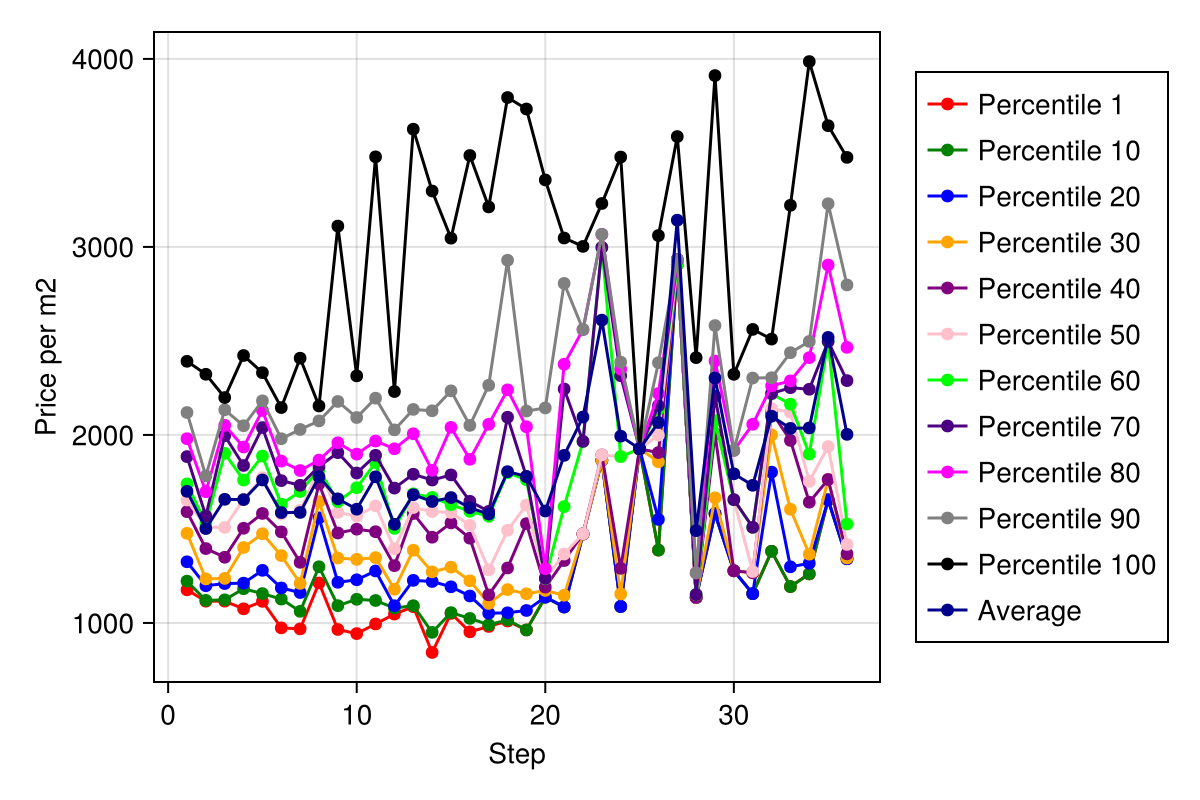 4000
3000
2000
1000
Price per m2
0 10 20 30
Step
Percentile 1
Percentile 10
Percentile 20
Percentile 30
Percentile 40
Percentile 50
Percentile 60
Percentile 70
Percentile 80
Percentile 90
Percentile 100
Average